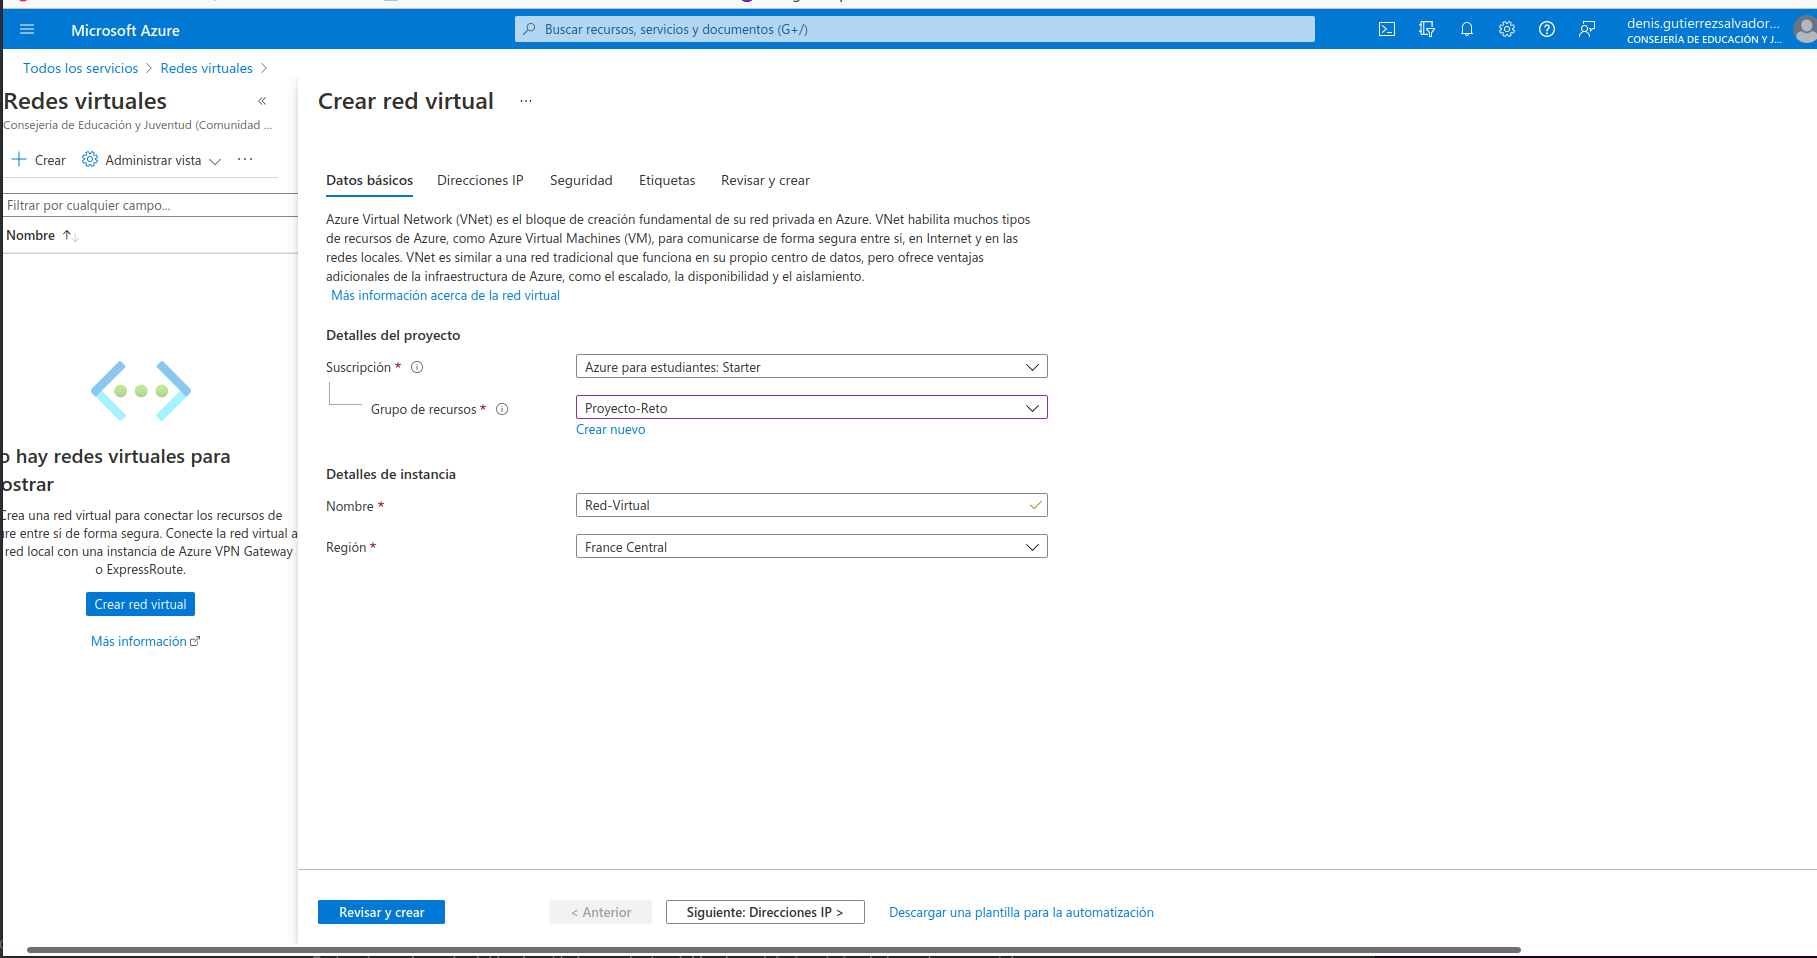 Microsoft Azure
Buscar recursos, servicios y documentos (G+/)
denis.gutierrezsalvador...
CONSEJERÍA DE EDUCACIÓN Y J...
Todos los servicios > Redes virtuales >
Redes virtuales «
Consejería de Educación y Juventud (Comunidad ...
+ Crear Administrar vista ...
Filtrar por cualquier campo...
Nombre ↑↓
o hay redes virtuales para
ostrar
Crea una red virtual para conectar los recursos de
re entre sí de forma segura. Conecte la red virtual a
red local con una instancia de Azure VPN Gateway
o ExpressRoute.
Crear red virtual
Más información
Crear red virtual ...
Datos básicos Direcciones IP Seguridad Etiquetas Revisar y crear
Azure Virtual Network (VNet) es el bloque de creación fundamental de su red privada en Azure. VNet habilita muchos tipos
de recursos de Azure, como Azure Virtual Machines (VM), para comunicarse de forma segura entre sí, en Internet y en las
redes locales. VNet es similar a una red tradicional que funciona en su propio centro de datos, pero ofrece ventajas
adicionales de la infraestructura de Azure, como el escalado, la disponibilidad y el aislamiento.
Más información acerca de la red virtual
Detalles del proyecto
Suscripción * Azure para estudiantes: Starter
Grupo de recursos * Proyecto-Reto
Crear nuevo
Detalles de instancia
Nombre * Red-Virtual
Región * France Central
Revisar y crear < Anterior Siguiente: Direcciones IP > Descargar una plantilla para la automatización